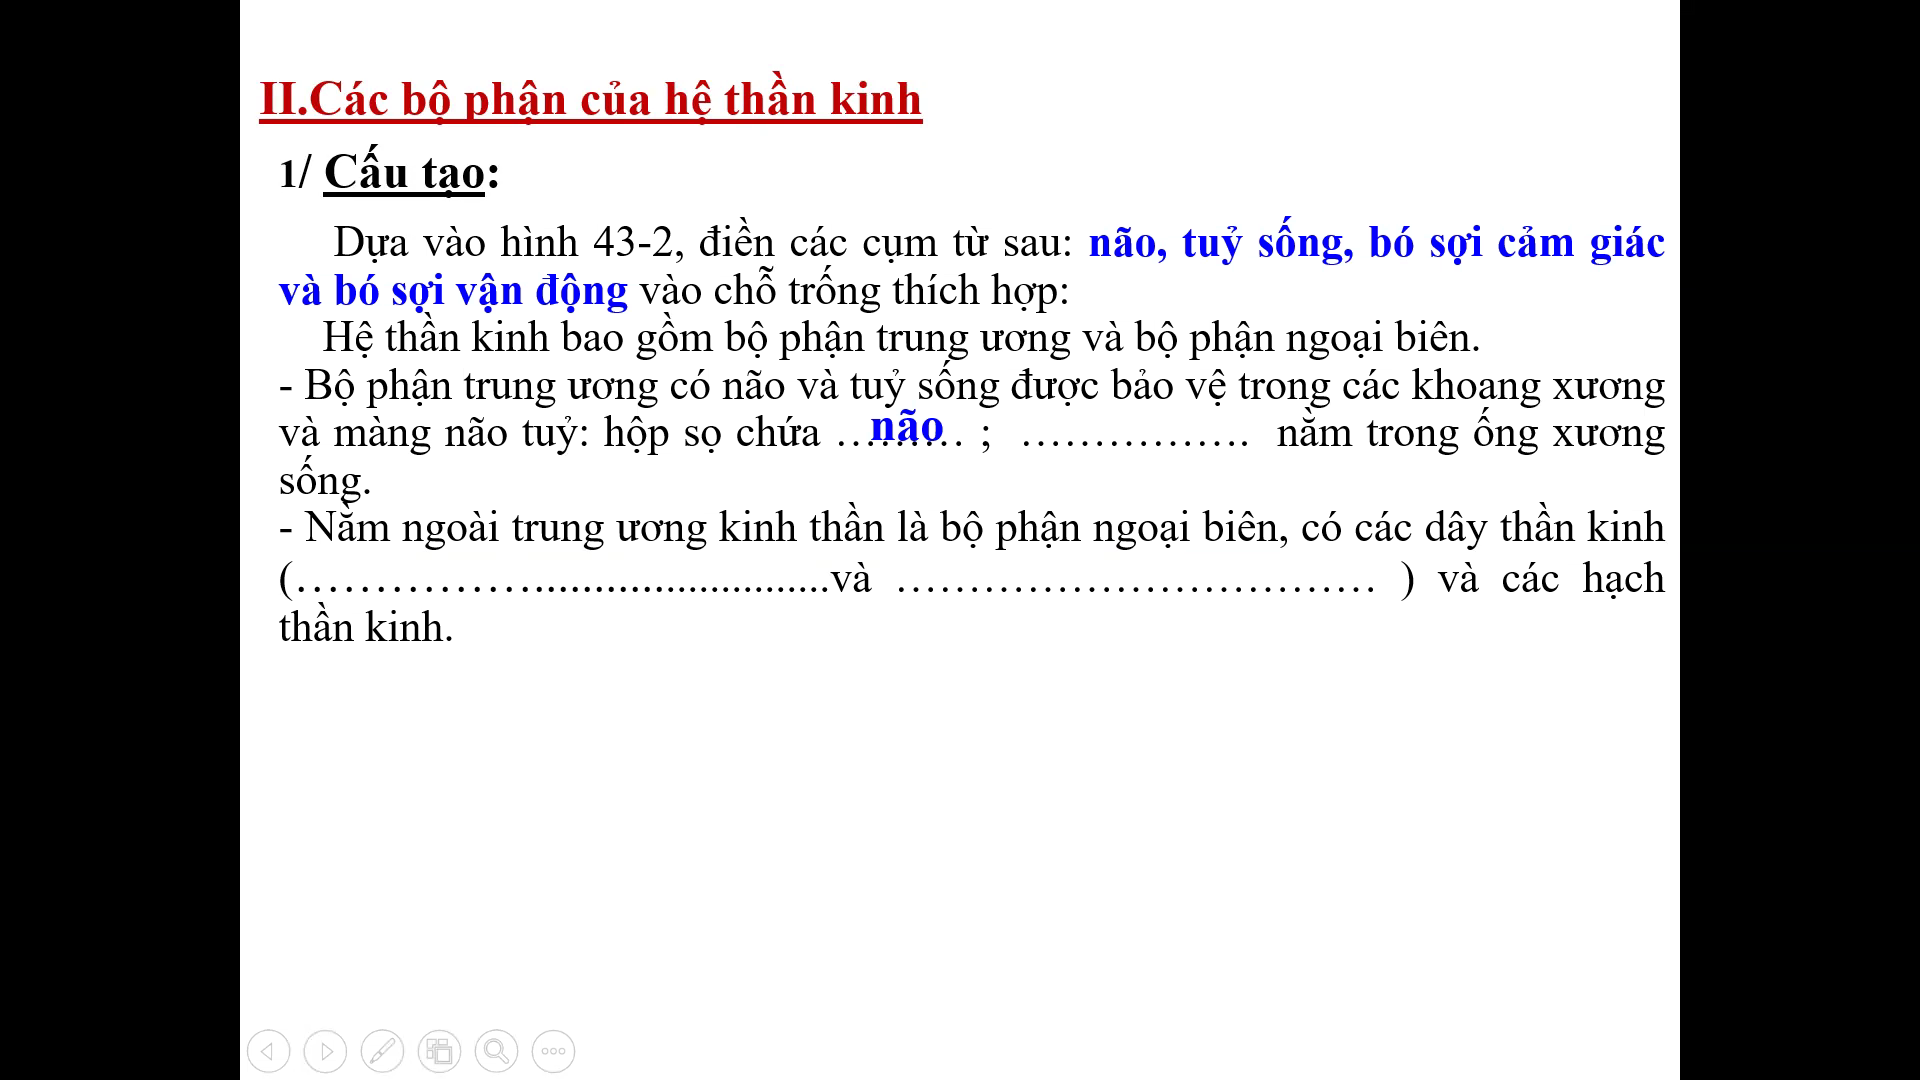 II.Các bộ phận của hệ thần kinh
1/ Cấu tạo:
Dựa vào hình 43-2, điền các cụm từ sau: não, tuỷ sống, bó sợi cảm giác
và bó sợi vận động vào chỗ trống thích hợp:
Hệ thần kinh bao gồm bộ phận trung ương và bộ phận ngoại biên.
- Bộ phận trung ương có não và tuỷ sống được bảo vệ trong các khoang xương
và màng não tuỷ: hộp sọ chứa ...não... ; ……………. nằm trong ống xương
sống.
- Nằm ngoài trung ương kinh thần là bộ phận ngoại biên, có các dây thần kinh
(…………….........................và …………………………… ) và các hạch
thần kinh.